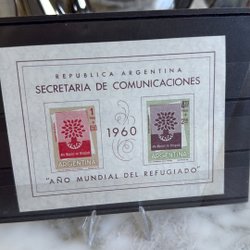 REPUBLICA ARGENTINA
SECRETARIA DE COMUNICACIONES
1960
ARGENTINA
ARGENTINA
"AÑO MUNDIAL DEL REFUGIADO"